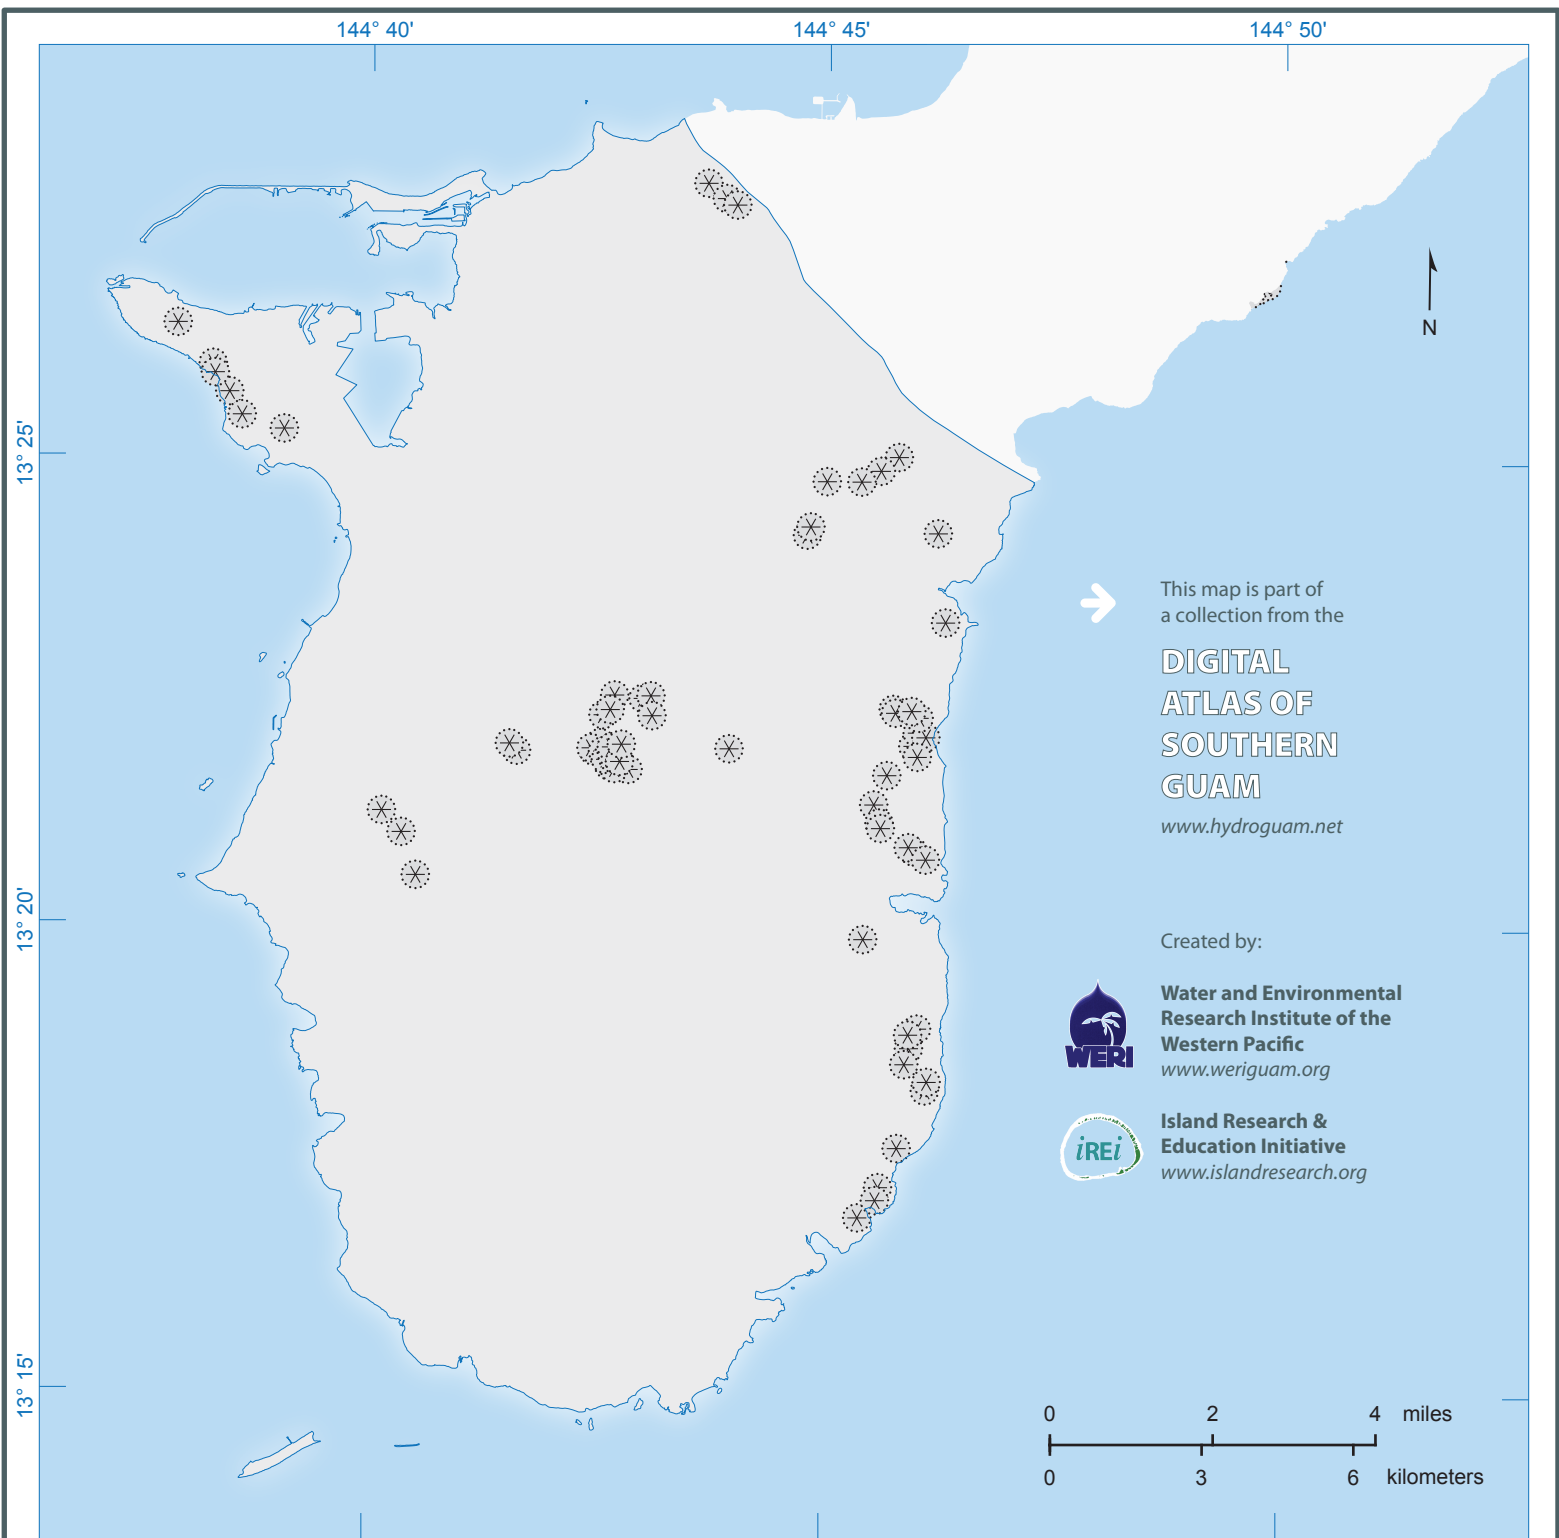 144° 40'
144° 45'
144° 50'
N
13° 25'
This map is part of
a collection from the
DIGITAL
ATLAS OF
SOUTHERN
GUAM
www.hydroguam.net
13° 20'
Created by:
WERI
Water and Environmental
Research Institute of the
Western Pacific
www.weriguam.org
iREi
Island Research &
Education Initiative
www.islandresearch.org
13° 15'
0 2 4 miles
0 3 6 kilometers